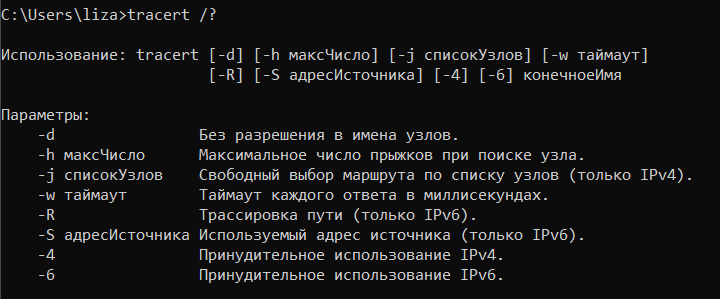 C:\Users\liza>tracert /?
Использование: tracert [-d] [-h максЧисло] [-j списокУзлов] [-w таймаут]
[-R] [-S адресИсточника] [-4] [-6] конечноеИмя
Параметры:
-d Без разрешения в имена узлов.
-h максЧисло Максимальное число прыжков при поиске узла.
-j списокУзлов Свободный выбор маршрута по списку узлов (только IPv4).
-w таймаут Таймаут каждого ответа в миллисекундах.
-R Трассировка пути (только IPv6).
-S адресИсточника Используемый адрес источника (только IPv6).
-4 Принудительное использование IPv4.
-6 Принудительное использование IPv6.